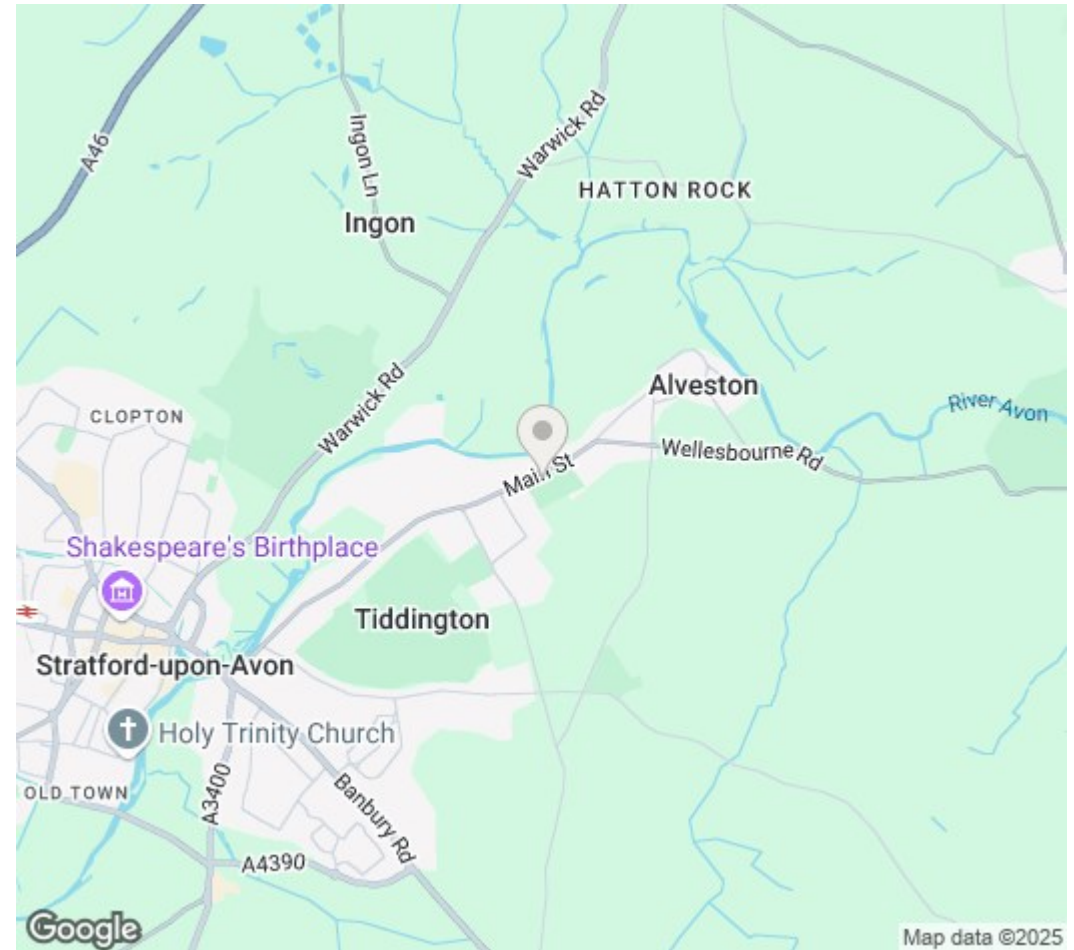 A46
Ingon Ln
Warwick Rd
HATTON ROCK
Ingon
Warwick Rd
Alveston
River Avon
CLOPTON
Wellesbourne Rd
Main St
Shakespeare's Birthplace
Tiddington
Stratford-upon-Avon
Holy Trinity Church
OLD TOWN
A3400
Banbury Rd
A4390
Google
Map data ©2025